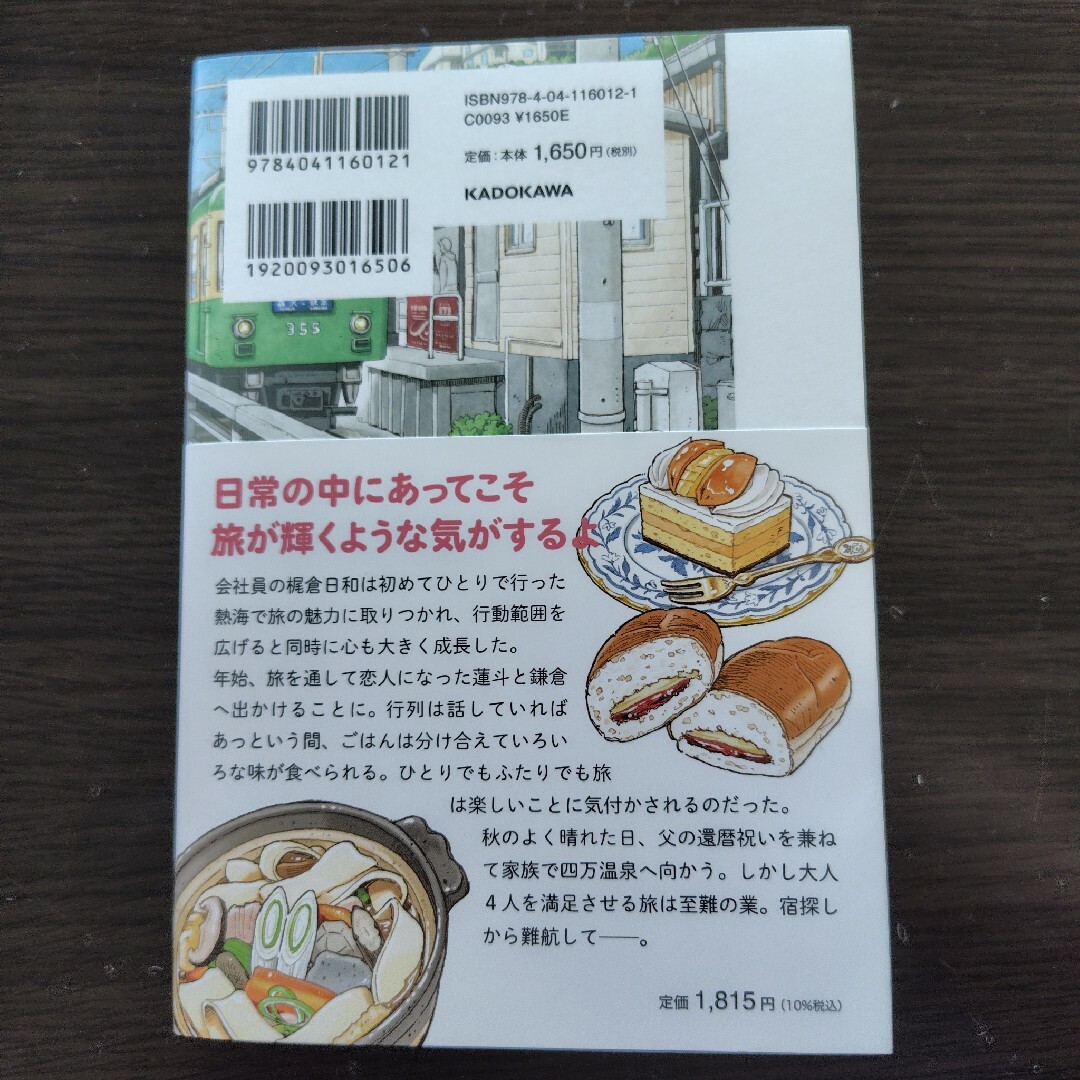 ISBN978-4-04-116012-1
C0093 ¥1650E
定価:本体 1,650円(税別)
KADOKAWA
9784041160121
1920093016506
355
日常の中にあってこそ
旅が輝くような気がするよ
会社員の梶倉日和は初めてひとりで行った
熱海で旅の魅力に取りつかれ、行動範囲を
広げると同時に心も大きく成長した。
年始、旅を通して恋人になった蓮斗と鎌倉
へ出かけることに。行列は話していれば
あっという間、ごはんは分け合えていろい
ろな味が食べられる。ひとりでもふたりでも旅
は楽しいことに気付かされるのだった。
秋のよく晴れた日、父の還暦祝いを兼ね
て家族で四万温泉へ向かう。しかし大人
4人を満足させる旅は至難の業。宿探し
から難航して――。
定価 1,815円(10%税込)